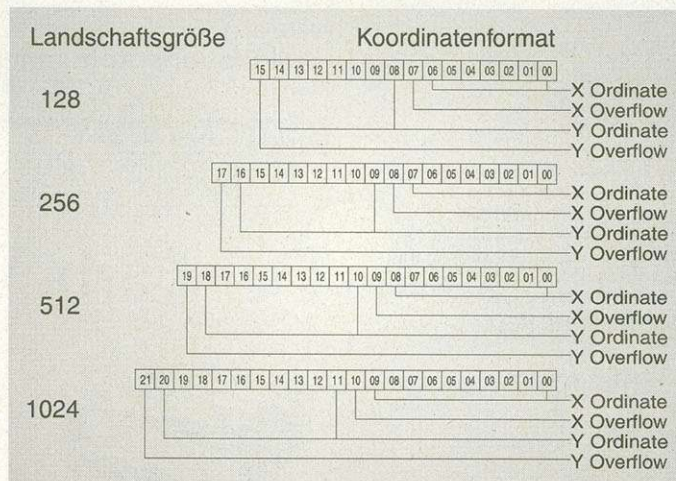 Landschaftsgröße Koordinatenformat
15 14 13 12 11 10 09 08 07 06 05 04 03 02 01 00
128
X Ordinate
X Overflow
Y Ordinate
Y Overflow
17 16 15 14 13 12 11 10 09 08 07 06 05 04 03 02 01 00
256
X Ordinate
X Overflow
Y Ordinate
Y Overflow
19 18 17 16 15 14 13 12 11 10 09 08 07 06 05 04 03 02 01 00
512
X Ordinate
X Overflow
Y Ordinate
Y Overflow
21 20 19 18 17 16 15 14 13 12 11 10 09 08 07 06 05 04 03 02 01 00
1024
X Ordinate
X Overflow
Y Ordinate
Y Overflow